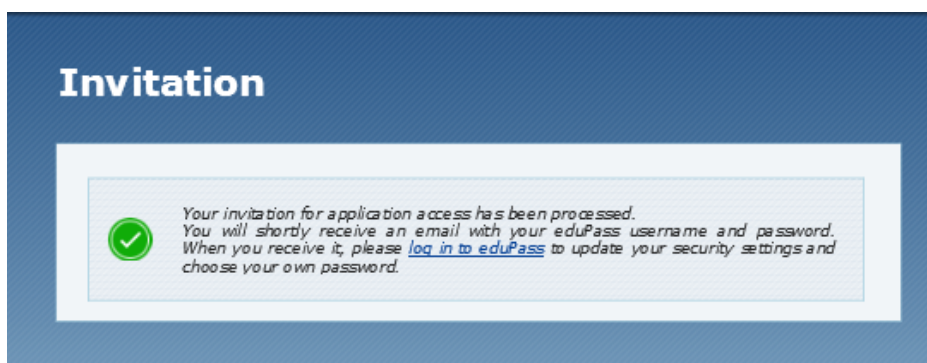 Invitation
Your invitation for application access has been processed.
You will shortly receive an email with your eduPass username and password.
When you receive it, please log in to eduPass to update your security settings and
choose your own password.